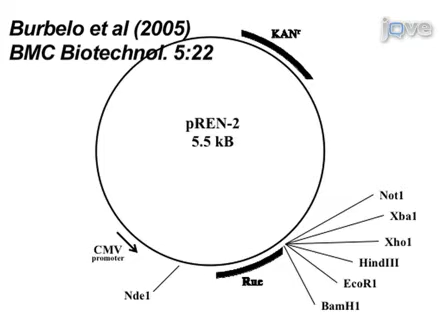 Burbelo et al (2005)
BMC Biotechnol. 5:22
jove
KANr
pREN-2
5.5 kB
Not1
Xba1
Xho1
HindIII
EcoR1
BamH1
CMV
promoter
Nde1
Ruc